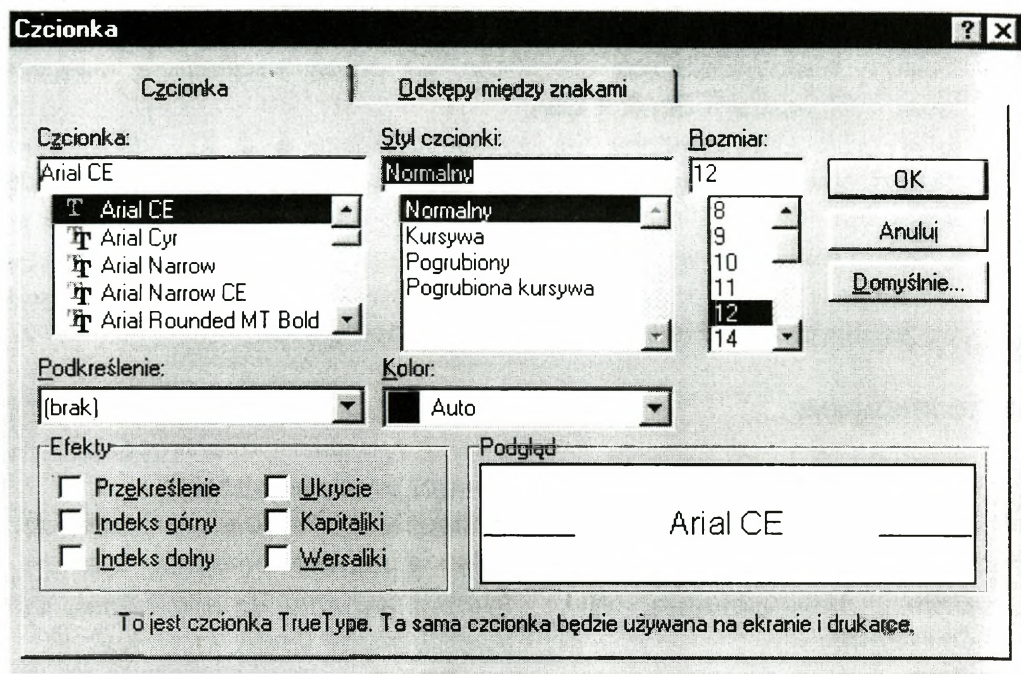 Czcionka
Czcionka
Odstępy między znakami
Czcionka:
Arial CE
Arial CE
Arial Cyr
Arial Narrow
Arial Narrow CE
Arial Rounded MT Bold
Styl czcionki:
Normalny
Normalny
Kursywa
Pogrubiony
Pogrubiona kursywa
Rozmiar:
12
8
9
10
11
12
14
OK
Anuluj
Domyślnie...
Podkreślenie:
(brak)
Kolor:
Auto
Efekty
Przekreślenie
Indeks górny
Indeks dolny
Ukrycie
Kapitaliki
Wersaliki
Podgląd
Arial CE
To jest czcionka TrueType. Ta sama czcionka będzie używana na ekranie i drukarce.